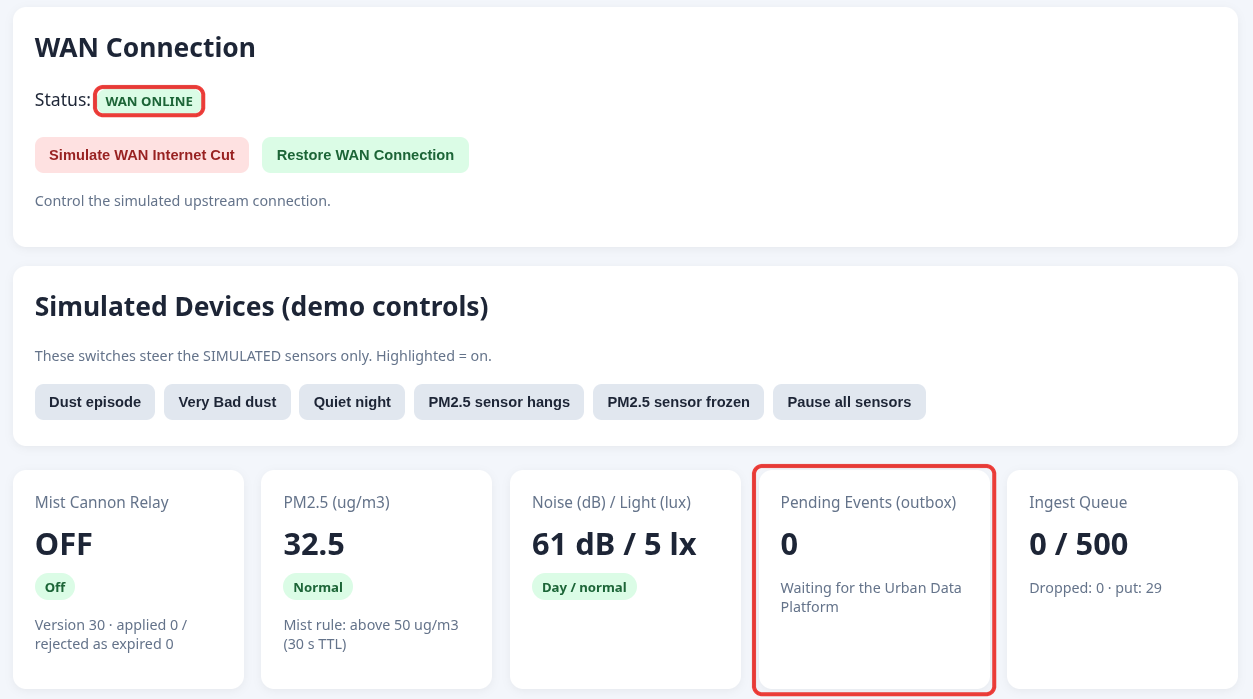 WAN Connection
Status: WAN ONLINE
Simulate WAN Internet Cut
Restore WAN Connection
Control the simulated upstream connection.
Simulated Devices (demo controls)
These switches steer the SIMULATED sensors only. Highlighted = on.
Dust episode
Very Bad dust
Quiet night
PM2.5 sensor hangs
PM2.5 sensor frozen
Pause all sensors
Mist Cannon Relay
OFF
Off
Version 30 · applied 0 /
rejected as expired 0
PM2.5 (ug/m3)
32.5
Normal
Mist rule: above 50 ug/m3
(30 s TTL)
Noise (dB) / Light (lux)
61 dB / 5 lx
Day / normal
Pending Events (outbox)
0
Waiting for the Urban Data
Platform
Ingest Queue
0 / 500
Dropped: 0 · put: 29